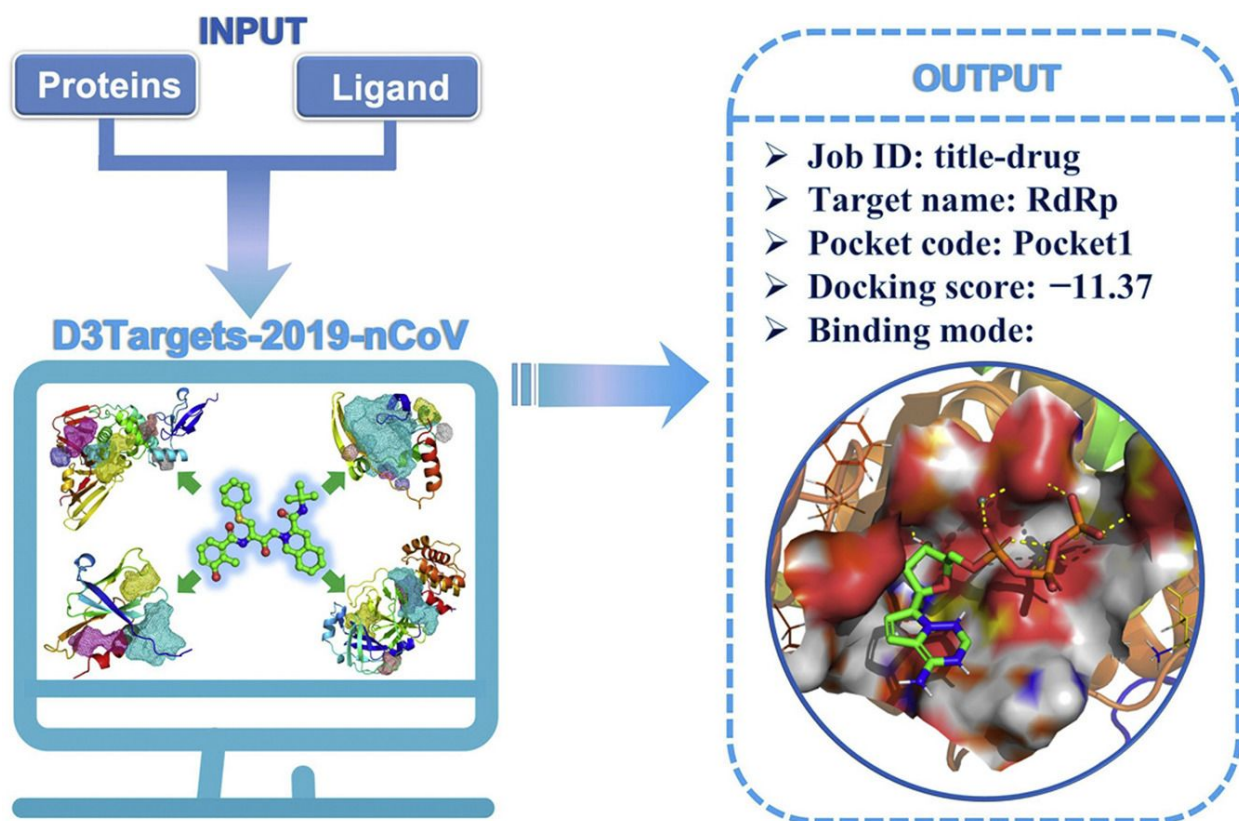 INPUT
Proteins
Ligand
D3Targets-2019-nCoV
OUTPUT
➢ Job ID: title-drug
➢ Target name: RdRp
➢ Pocket code: Pocket1
➢ Docking score: −11.37
➢ Binding mode: